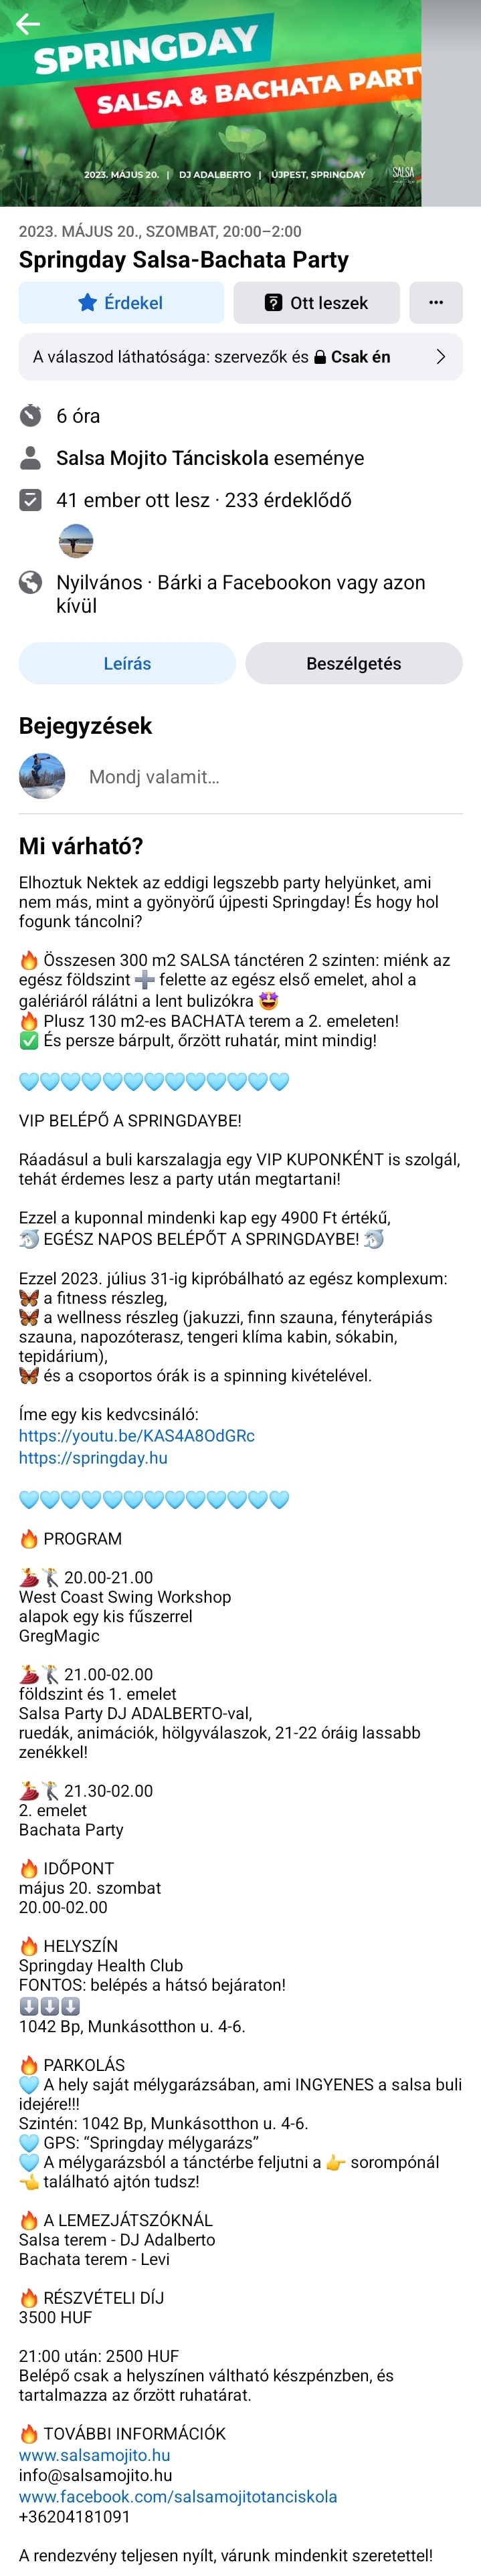 SPRINGDAY
SALSA & BACHATA PARTY
2023. MÁJUS 20. | DJ ADALBERTO | ÚJPEST, SPRINGDAY
SALSA
2023. MÁJUS 20., SZOMBAT, 20:00–2:00
Springday Salsa-Bachata Party
Érdekel
Ott leszek
A válaszod láthatósága: szervezők és 🔒 Csak én
6 óra
Salsa Mojito Tánciskola eseménye
41 ember ott lesz · 233 érdeklődő
Nyilvános · Bárki a Facebookon vagy azon
kívül
Leírás
Beszélgetés
Bejegyzések
Mondj valamit...
Mi várható?
Elhoztuk Nektek az eddigi legszebb party helyünket, ami
nem más, mint a gyönyörű újpesti Springday! És hogy hol
fogunk táncolni?
🔥 Összesen 300 m2 SALSA tánctéren 2 szinten: miénk az
egész földszint ➕ felette az egész első emelet, ahol a
galériáról rálátni a lent bulizókra 🤩
🔥 Plusz 130 m2-es BACHATA terem a 2. emeleten!
✅ És persze bárpult, őrzött ruhatár, mint mindig!
🩵🩵🩵🩵🩵🩵🩵🩵🩵🩵🩵🩵🩵
VIP BELÉPŐ A SPRINGDAYBE!
Ráadásul a buli karszalagja egy VIP KUPONKÉNT is szolgál,
tehát érdemes lesz a party után megtartani!
Ezzel a kuponnal mindenki kap egy 4900 Ft értékű,
🐬 EGÉSZ NAPOS BELÉPŐT A SPRINGDAYBE! 🐬
Ezzel 2023. július 31-ig kipróbálható az egész komplexum:
🦋 a fitness részleg,
🦋 a wellness részleg (jakuzzi, finn szauna, fényterápiás
szauna, napozóterasz, tengeri klíma kabin, sókabin,
tepidárium),
🦋 és a csoportos órák is a spinning kivételével.
Íme egy kis kedvcsináló:
https://youtu.be/KAS4A8OdGRc
https://springday.hu
🩵🩵🩵🩵🩵🩵🩵🩵🩵🩵🩵🩵🩵
🔥 PROGRAM
💃🕺 20.00-21.00
West Coast Swing Workshop
alapok egy kis fűszerrel
GregMagic
💃🕺 21.00-02.00
földszint és 1. emelet
Salsa Party DJ ADALBERTO-val,
ruedák, animációk, hölgyválaszok, 21-22 óráig lassabb
zenékkel!
💃🕺 21.30-02.00
2. emelet
Bachata Party
🔥 IDŐPONT
május 20. szombat
20.00-02.00
🔥 HELYSZÍN
Springday Health Club
FONTOS: belépés a hátsó bejáraton!
⬇️⬇️⬇️
1042 Bp, Munkásotthon u. 4-6.
🔥 PARKOLÁS
🩵 A hely saját mélygarázsában, ami INGYENES a salsa buli
idejére!!!
Szintén: 1042 Bp, Munkásotthon u. 4-6.
🩵 GPS: “Springday mélygarázs”
🩵 A mélygarázsból a tánctérbe feljutni a 👉 sorompónál
👈 található ajtón tudsz!
🔥 A LEMEZJÁTSZÓKNÁL
Salsa terem - DJ Adalberto
Bachata terem - Levi
🔥 RÉSZVÉTELI DÍJ
3500 HUF
21:00 után: 2500 HUF
Belépő csak a helyszínen váltható készpénzben, és
tartalmazza az őrzött ruhatárat.
🔥 TOVÁBBI INFORMÁCIÓK
www.salsamojito.hu
info@salsamojito.hu
www.facebook.com/salsamojitotanciskola
+36204181091
A rendezvény teljesen nyílt, várunk mindenkit szeretettel!